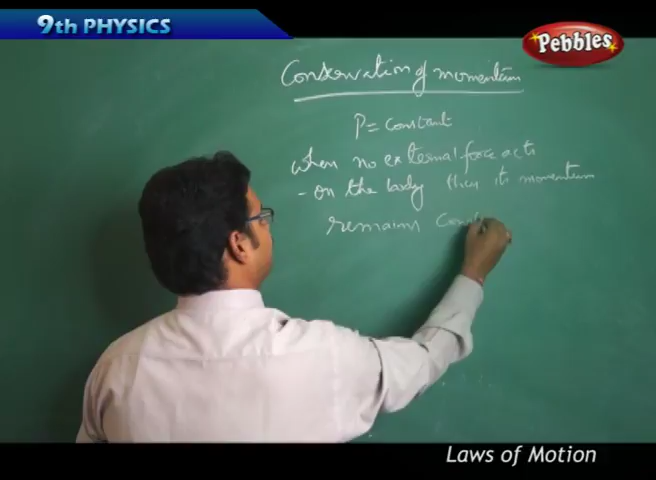 9th PHYSICS
Pebbles
Conservation of momentum
P = constant
when no external force acts
- on the body then its momentum
remains Const
Laws of Motion